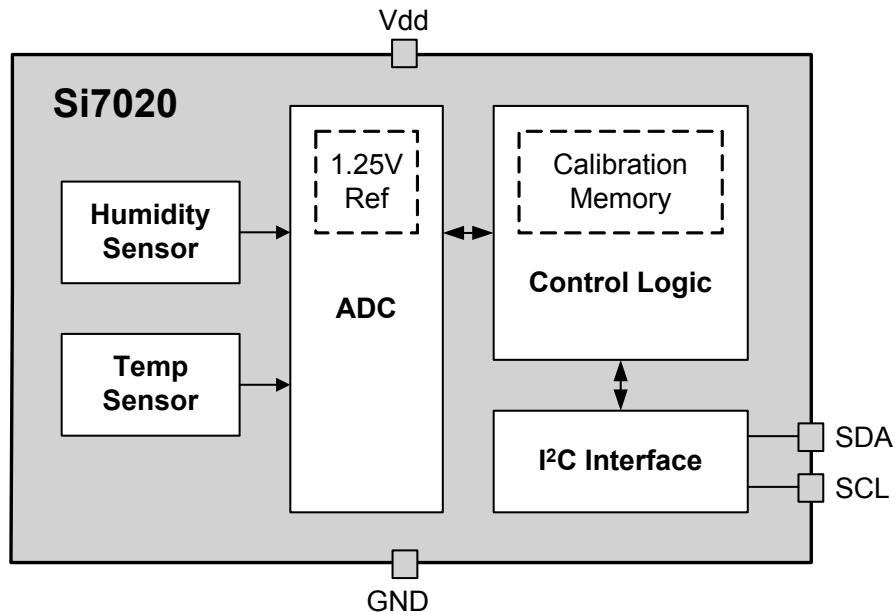 Vdd
Si7020
Humidity
Sensor
Temp
Sensor
1.25V
Ref
ADC
Calibration
Memory
Control Logic
I²C Interface
SDA
SCL
GND